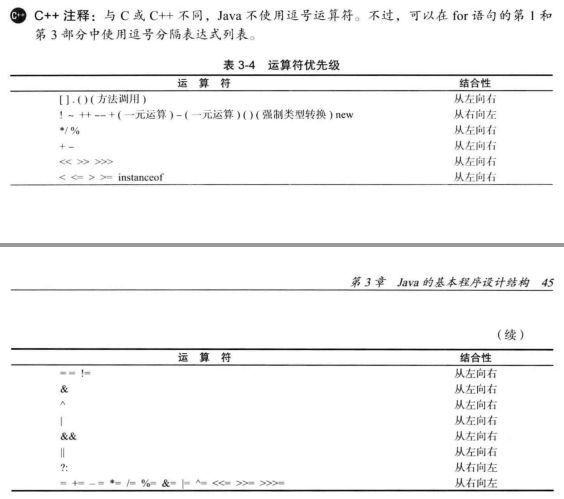 C++ C++ 注释：与 C 或 C++ 不同，Java 不使用逗号运算符。不过，可以在 for 语句的第 1 和
第 3 部分中使用逗号分隔表达式列表。
表 3-4 运算符优先级
运 算 符 结合性
[ ] . ( ) ( 方法调用 ) 从左向右
! ~ ++ -- + ( 一元运算 ) – ( 一元运算 ) ( ) ( 强制类型转换 ) new 从右向左
* / % 从左向右
+ – 从左向右
<< >> >>> 从左向右
< <= > >= instanceof 从左向右
第 3 章 Java 的基本程序设计结构 45
（续）
运 算 符 结合性
== != 从左向右
& 从左向右
^ 从左向右
| 从左向右
&& 从左向右
|| 从左向右
?: 从右向左
= += –= *= /= %= &= |= ^= <<= >>= >>>= 从右向左